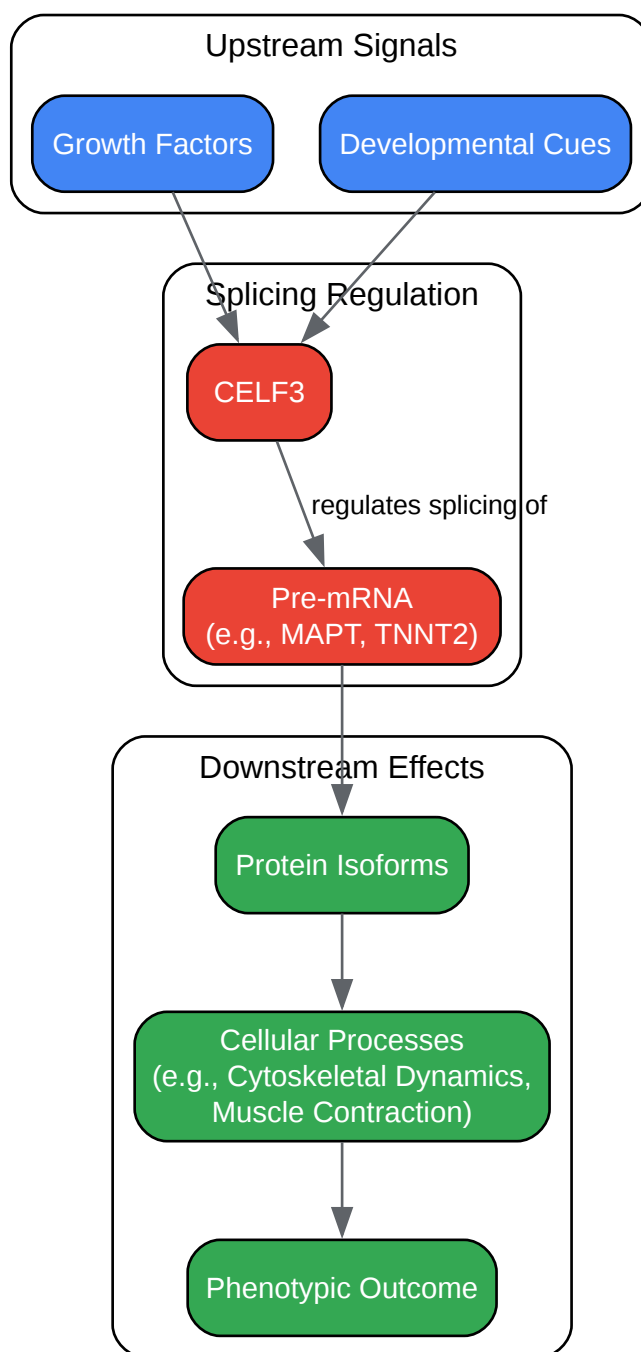 Upstream Signals
Growth Factors
Developmental Cues
Splicing Regulation
CELF3
regulates splicing of
Pre-mRNA
(e.g., MAPT, TNNT2)
Downstream Effects
Protein Isoforms
Cellular Processes
(e.g., Cytoskeletal Dynamics,
Muscle Contraction)
Phenotypic Outcome